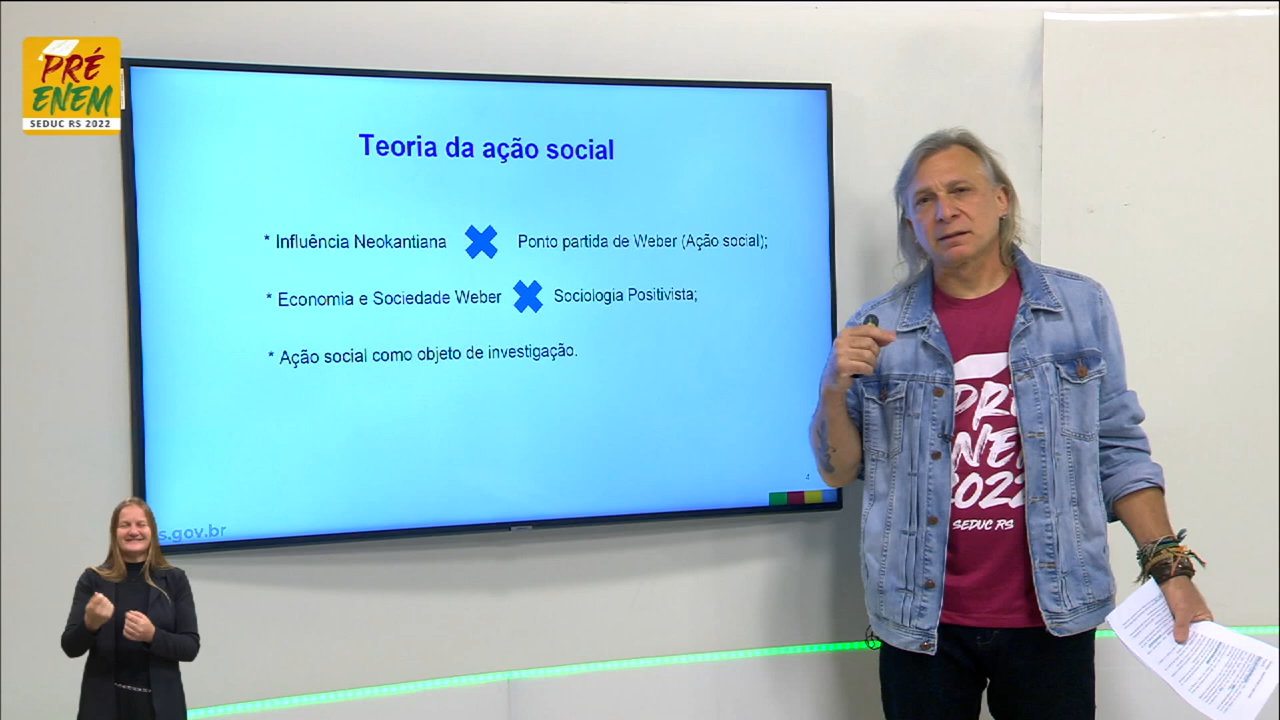 PRÉ
ENEM
SEDUC RS 2022
Teoria da ação social
* Influência Neokantiana ✖ Ponto partida de Weber (Ação social);
* Economia e Sociedade Weber ✖ Sociologia Positivista;
* Ação social como objeto de investigação.
4
s.gov.br
PRÉ
ENEM
2022
SEDUC RS